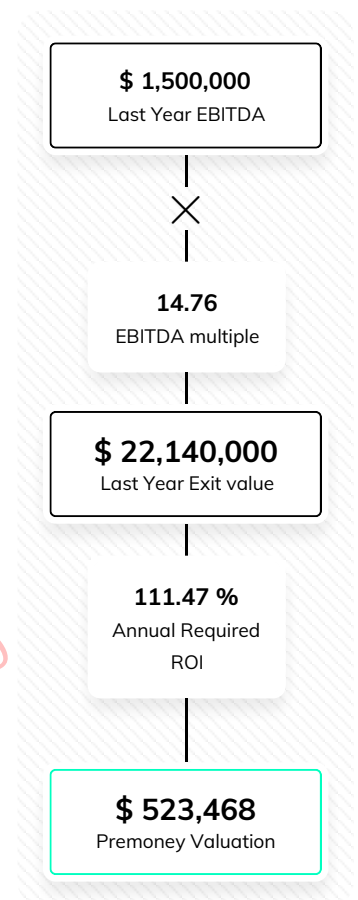 $ 1,500,000
Last Year EBITDA
14.76
EBITDA multiple
$ 22,140,000
Last Year Exit value
111.47 %
Annual Required
ROI
$ 523,468
Premoney Valuation